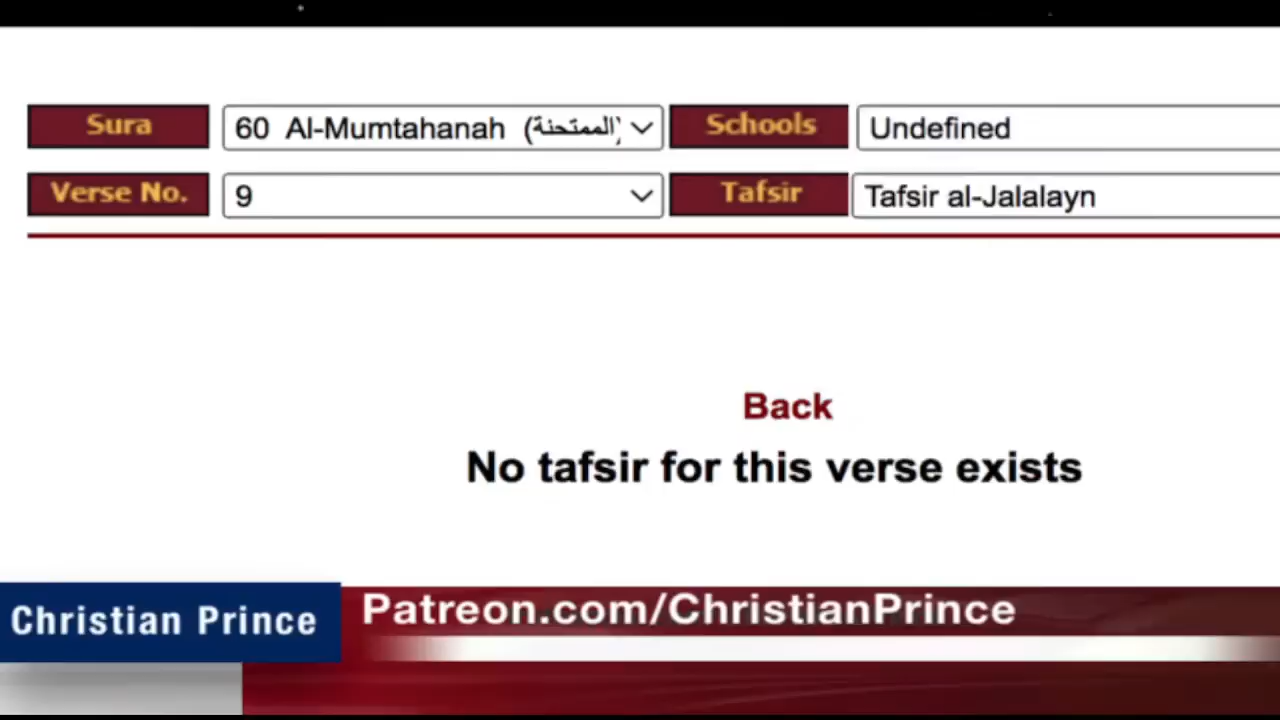 Sura
60 Al-Mumtahanah (الممتحنة)
Schools
Undefined
Verse No.
9
Tafsir
Tafsir al-Jalalayn
Back
No tafsir for this verse exists
Christian Prince
Patreon.com/ChristianPrince